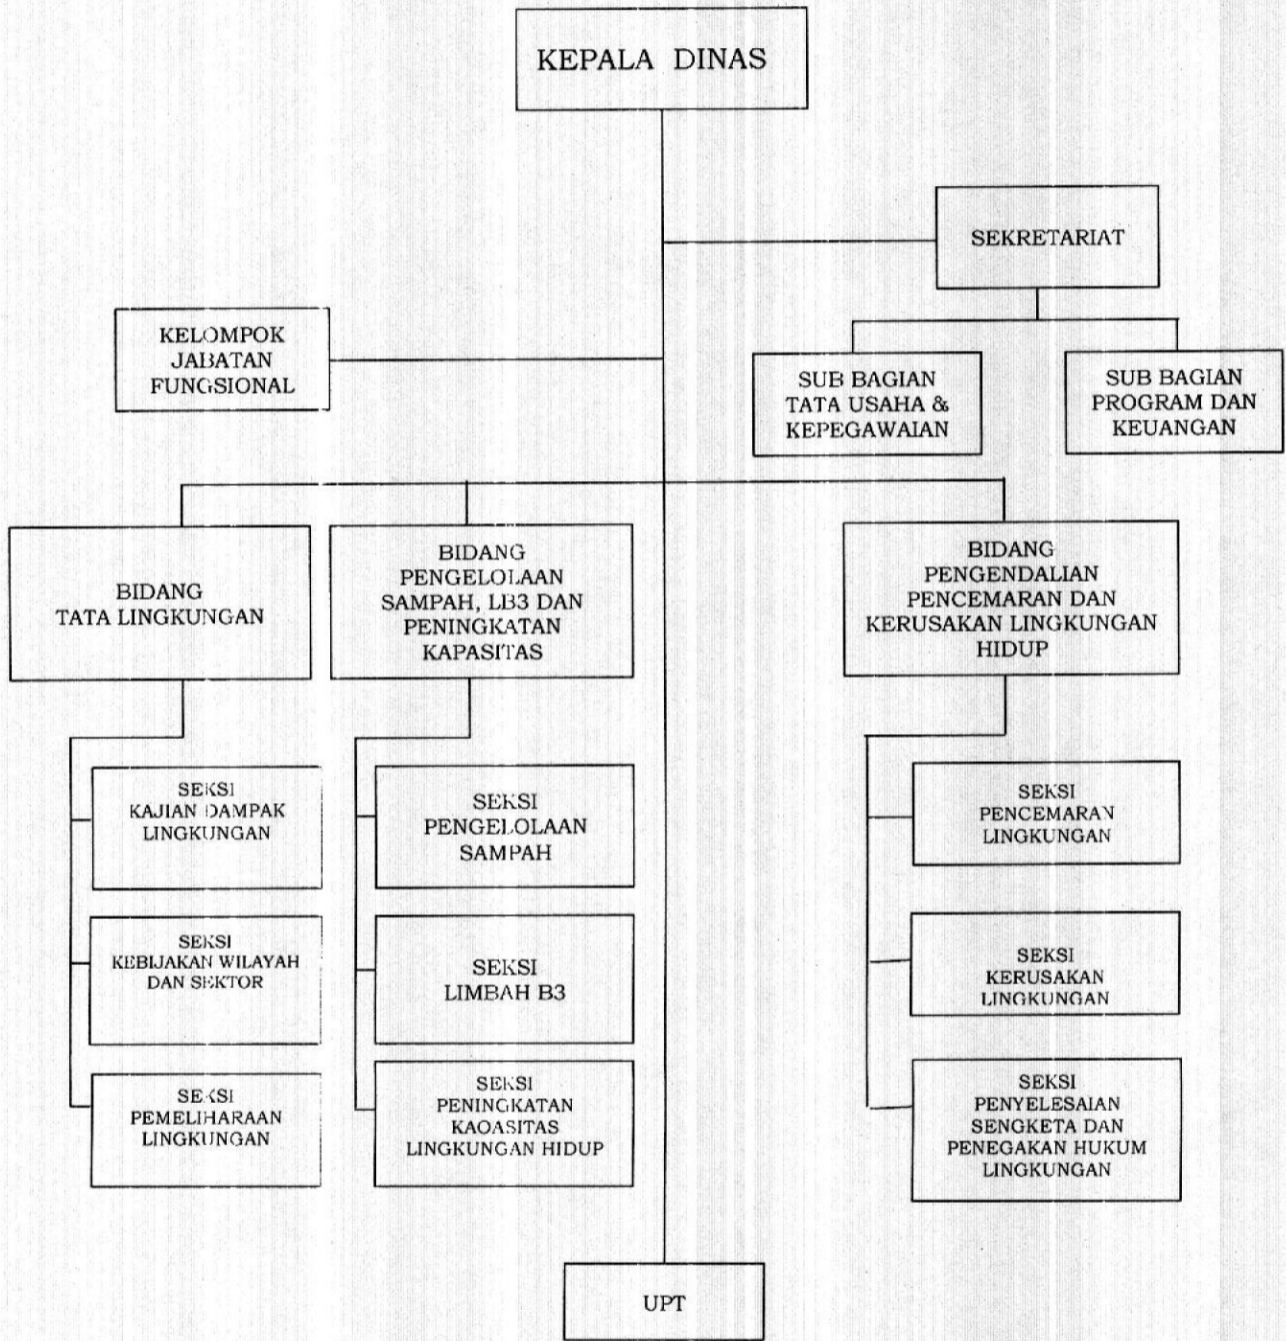 KEPALA DINAS
SEKRETARIAT
KELOMPOK
JABATAN
FUNGSIONAL
SUB BAGIAN
TATA USAHA &
KEPEGAWAIAN
SUB BAGIAN
PROGRAM DAN
KEUANGAN
BIDANG
TATA LINGKUNGAN
BIDANG
PENGELOLAAN
SAMPAH, LB3 DAN
PENINGKATAN
KAPASITAS
BIDANG
PENGENDALIAN
PENCEMARAN DAN
KERUSAKAN LINGKUNGAN
HIDUP
SEKSI
KAJIAN DAMPAK
LINGKUNGAN
SEKSI
KEBIJAKAN WILAYAH
DAN SEKTOR
SEKSI
PEMELIHARAAN
LINGKUNGAN
SEKSI
PENGELOLAAN
SAMPAH
SEKSI
LIMBAH B3
SEKSI
PENINGKATAN
KAOASITAS
LINGKUNGAN HIDUP
SEKSI
PENCEMARAN
LINGKUNGAN
SEKSI
KERUSAKAN
LINGKUNGAN
SEKSI
PENYELESAIAN
SENGKETA DAN
PENEGAKAN HUKUM
LINGKUNGAN
UPT